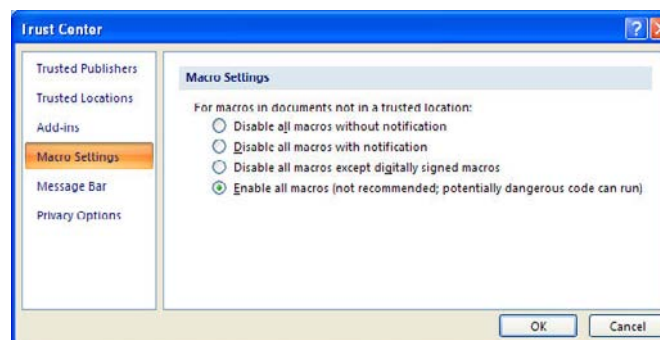 Trust Center
Trusted Publishers
Trusted Locations
Add-ins
Macro Settings
Message Bar
Privacy Options
Macro Settings
For macros in documents not in a trusted location:
Disable all macros without notification
Disable all macros with notification
Disable all macros except digitally signed macros
Enable all macros (not recommended; potentially dangerous code can run)
OK
Cancel